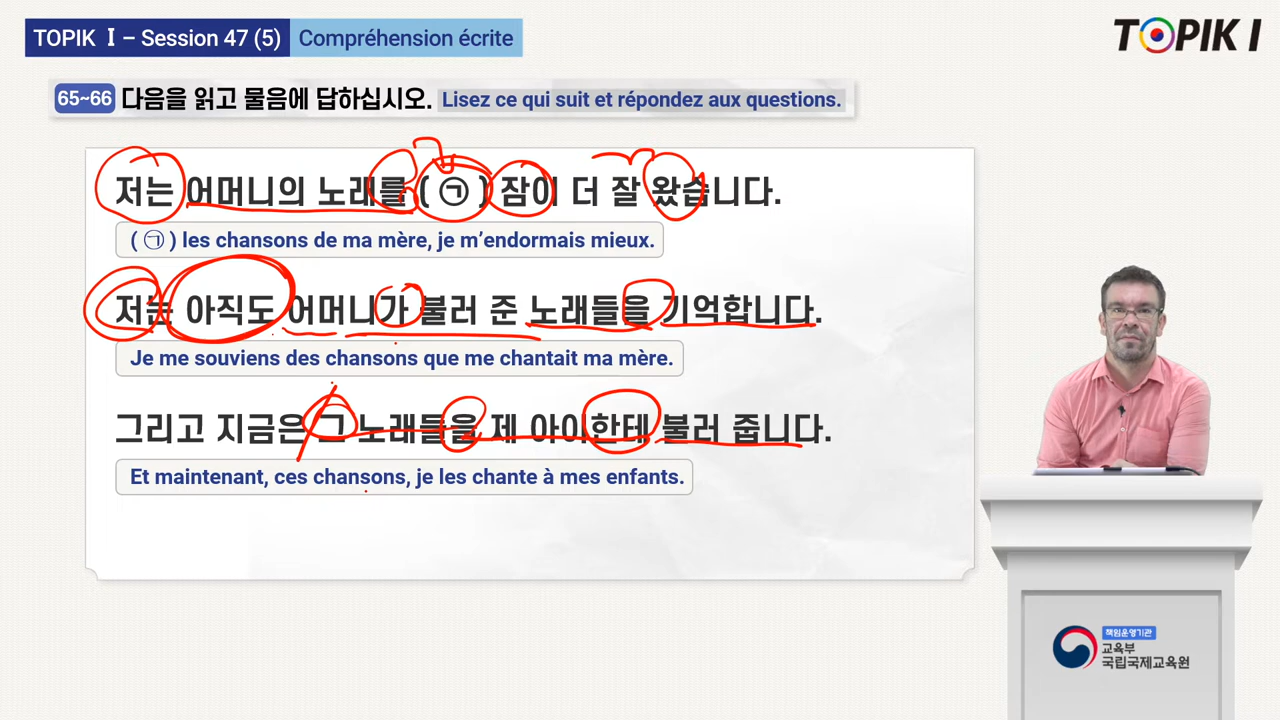 TOPIK Ⅰ – Session 47 (5) Compréhension écrite
TOPIK I
65~66 다음을 읽고 물음에 답하십시오. Lisez ce qui suit et répondez aux questions.
저는 어머니의 노래를 ( ㉠ ) 잠이 더 잘 왔습니다.
( ㉠ ) les chansons de ma mère, je m’endormais mieux.
저는 아직도 어머니가 불러 준 노래들을 기억합니다.
Je me souviens des chansons que me chantait ma mère.
그리고 지금은 그 노래들을 제 아이한테 불러 줍니다.
Et maintenant, ces chansons, je les chante à mes enfants.
책임운영기관
교육부
국립국제교육원